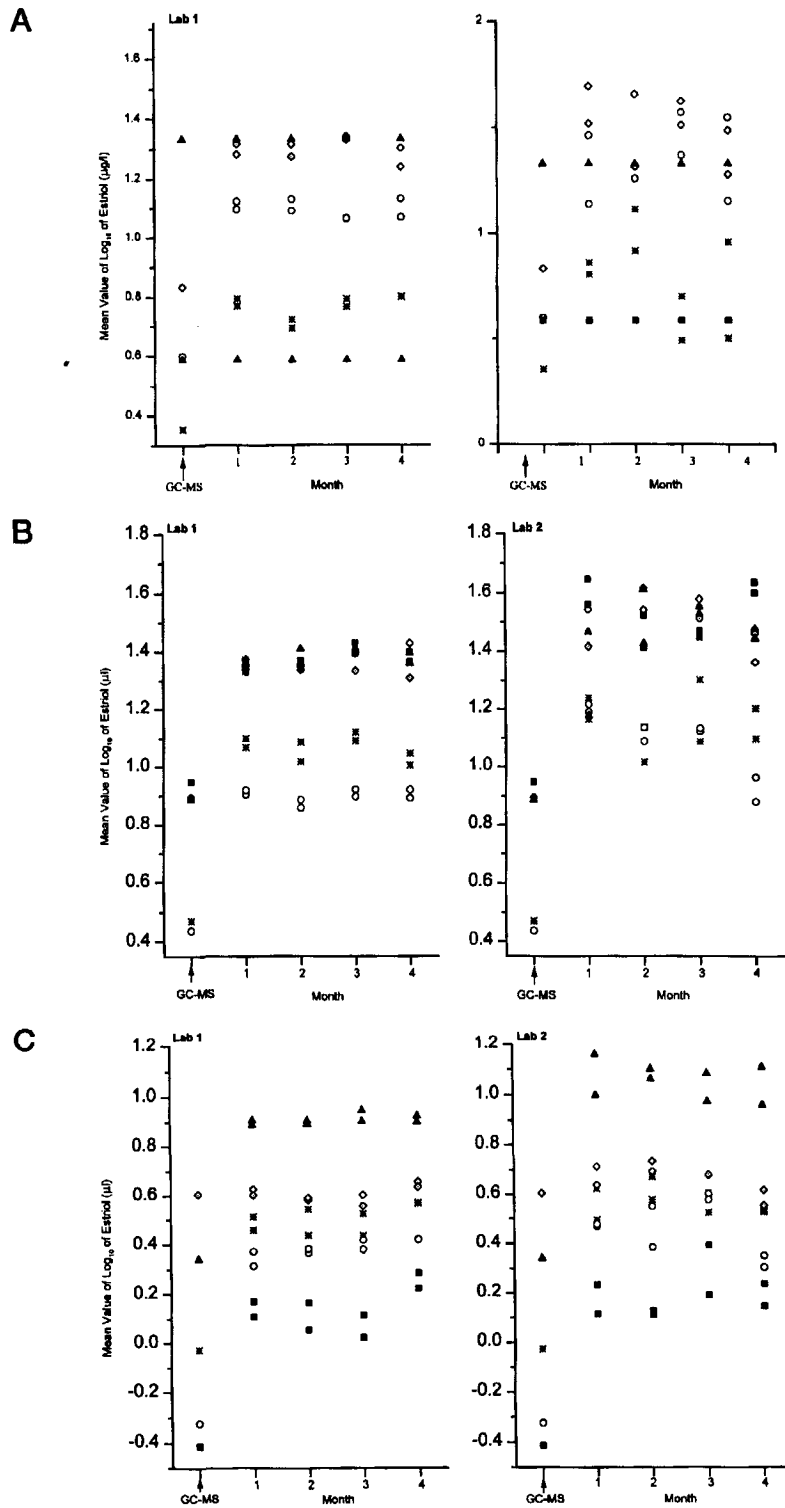 A
Lab 1
Mean Value of Log10 of Estriol (µg/l)
1.6
1.4
1.2
1.0
0.8
0.6
0.4
1 2 3 4
GC-MS
Month
2
1
0
1 2 3 4
GC-MS
Month
B
Lab 1
Mean Value of Log10 of Estriol (µl)
1.8
1.6
1.4
1.2
1.0
0.8
0.6
0.4
1 2 3 4
GC-MS
Month
Lab 2
1.8
1.6
1.4
1.2
1.0
0.8
0.6
0.4
1 2 3 4
GC-MS
Month
C
Lab 1
Mean Value of Log10 of Estriol (µl)
1.2
1.0
0.8
0.6
0.4
0.2
0.0
-0.2
-0.4
1 2 3 4
GC-MS
Month
Lab 2
1.2
1.0
0.8
0.6
0.4
0.2
0.0
-0.2
-0.4
1 2 3 4
GC-MS
Month